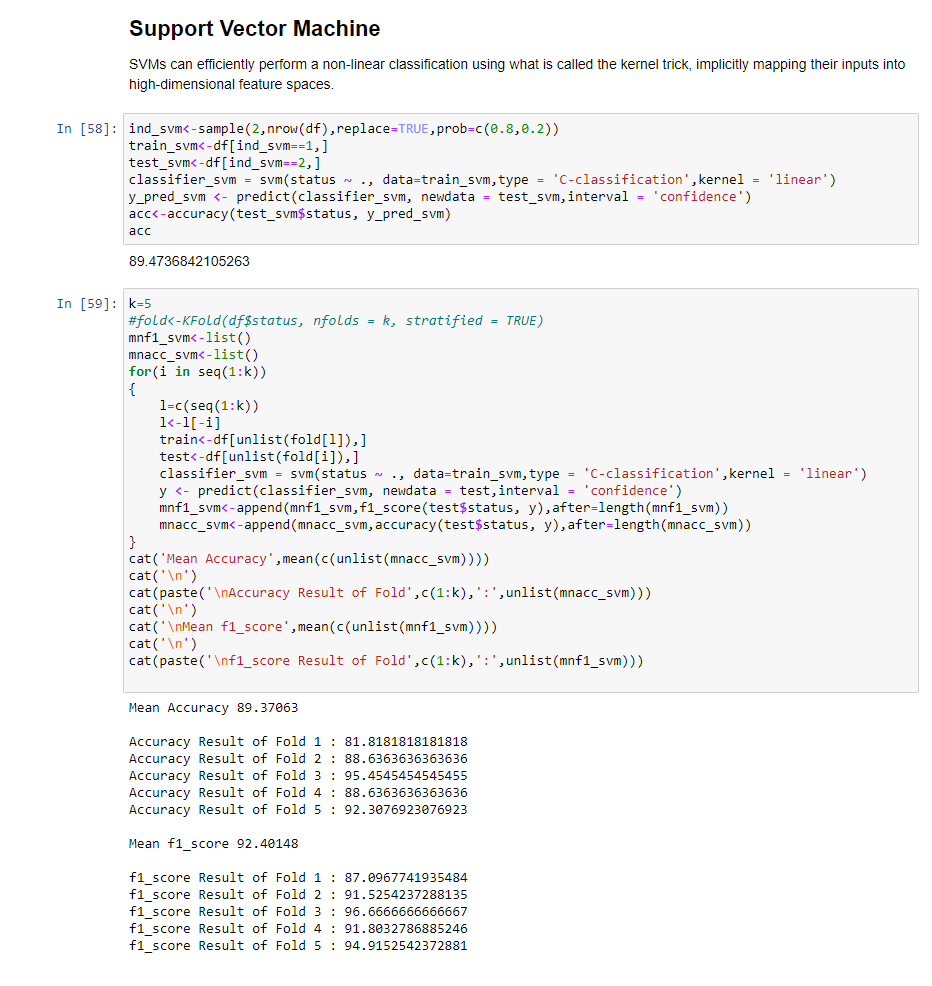 Support Vector Machine
SVMs can efficiently perform a non-linear classification using what is called the kernel trick, implicitly mapping their inputs into
high-dimensional feature spaces.
In [58]: ind_svm<-sample(2,nrow(df),replace=TRUE,prob=c(0.8,0.2))
train_svm<-df[ind_svm==1,]
test_svm<-df[ind_svm==2,]
classifier_svm = svm(status ~ ., data=train_svm,type = 'C-classification',kernel = 'linear')
y_pred_svm <- predict(classifier_svm, newdata = test_svm,interval = 'confidence')
acc<-accuracy(test_svm$status, y_pred_svm)
acc
89.4736842105263
In [59]: k=5
#fold<-KFold(df$status, nfolds = k, stratified = TRUE)
mnf1_svm<-list()
mnacc_svm<-list()
for(i in seq(1:k))
{
    l=c(seq(1:k))
    l<-l[-i]
    train<-df[unlist(fold[l]),]
    test<-df[unlist(fold[i]),]
    classifier_svm = svm(status ~ ., data=train_svm,type = 'C-classification',kernel = 'linear')
    y <- predict(classifier_svm, newdata = test,interval = 'confidence')
    mnf1_svm<-append(mnf1_svm,f1_score(test$status, y),after=length(mnf1_svm))
    mnacc_svm<-append(mnacc_svm,accuracy(test$status, y),after=length(mnacc_svm))
}
cat('Mean Accuracy',mean(c(unlist(mnacc_svm))))
cat('\n')
cat(paste('\nAccuracy Result of Fold',c(1:k),':',unlist(mnacc_svm)))
cat('\n')
cat('\nMean f1_score',mean(c(unlist(mnf1_svm))))
cat('\n')
cat(paste('\nf1_score Result of Fold',c(1:k),':',unlist(mnf1_svm)))
Mean Accuracy 89.37063
Accuracy Result of Fold 1 : 81.8181818181818
Accuracy Result of Fold 2 : 88.6363636363636
Accuracy Result of Fold 3 : 95.4545454545455
Accuracy Result of Fold 4 : 88.6363636363636
Accuracy Result of Fold 5 : 92.3076923076923
Mean f1_score 92.40148
f1_score Result of Fold 1 : 87.0967741935484
f1_score Result of Fold 2 : 91.5254237288135
f1_score Result of Fold 3 : 96.6666666666667
f1_score Result of Fold 4 : 91.8032786885246
f1_score Result of Fold 5 : 94.9152542372881